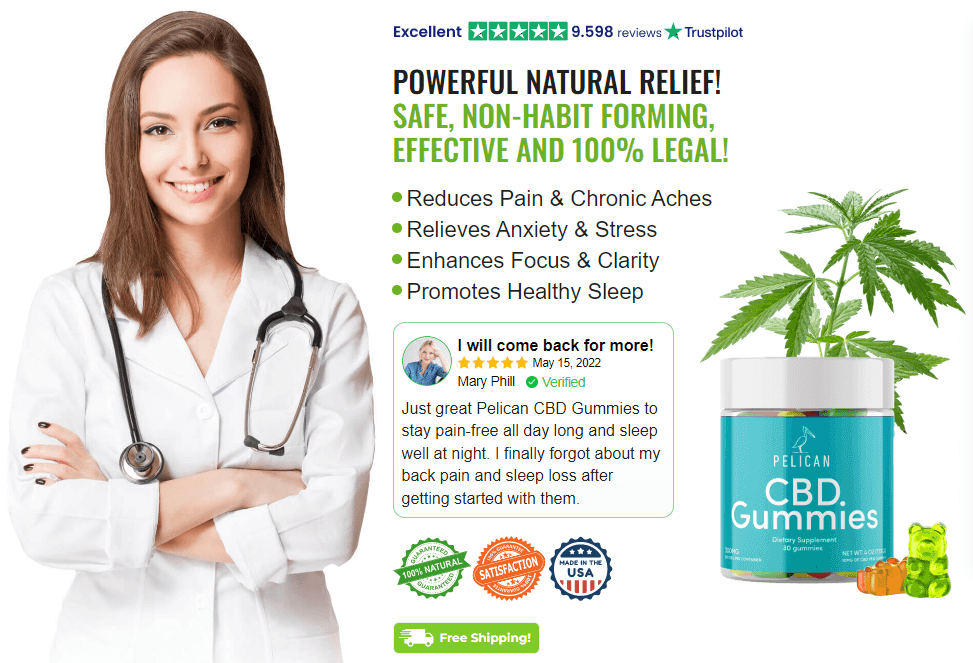 Excellent 9.598 reviews Trustpilot
POWERFUL NATURAL RELIEF!
SAFE, NON-HABIT FORMING,
EFFECTIVE AND 100% LEGAL!
Reduces Pain & Chronic Aches
Relieves Anxiety & Stress
Enhances Focus & Clarity
Promotes Healthy Sleep
I will come back for more!
May 15, 2022
Mary Phill Verified
Just great Pelican CBD Gummies to
stay pain-free all day long and sleep
well at night. I finally forgot about my
back pain and sleep loss after
getting started with them.
GUARANTEED
100% NATURAL
GUARANTEED
SATISFACTION
MADE IN THE
USA
Free Shipping!
PELICAN
CBD.
Gummies
Dietary Supplement
30 gummies